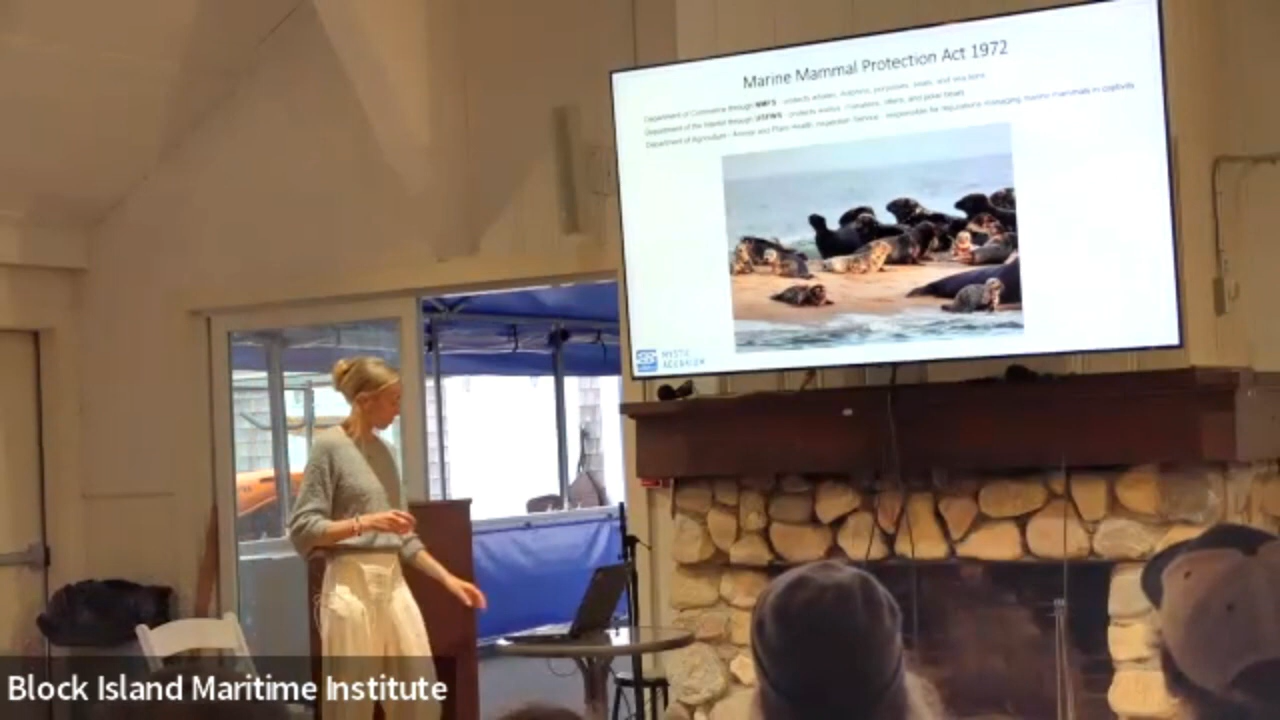 Marine Mammal Protection Act 1972
Department of Commerce through NMFS - protects whales, dolphins, porpoises, seals, and sea lions
Department of the Interior through USFWS - protects walrus, manatees, otters, and polar bears
Department of Agriculture - Animal and Plant Health Inspection Service - responsible for regulations managing marine mammals in captivity
MYSTIC
AQUARIUM
Block Island Maritime Institute